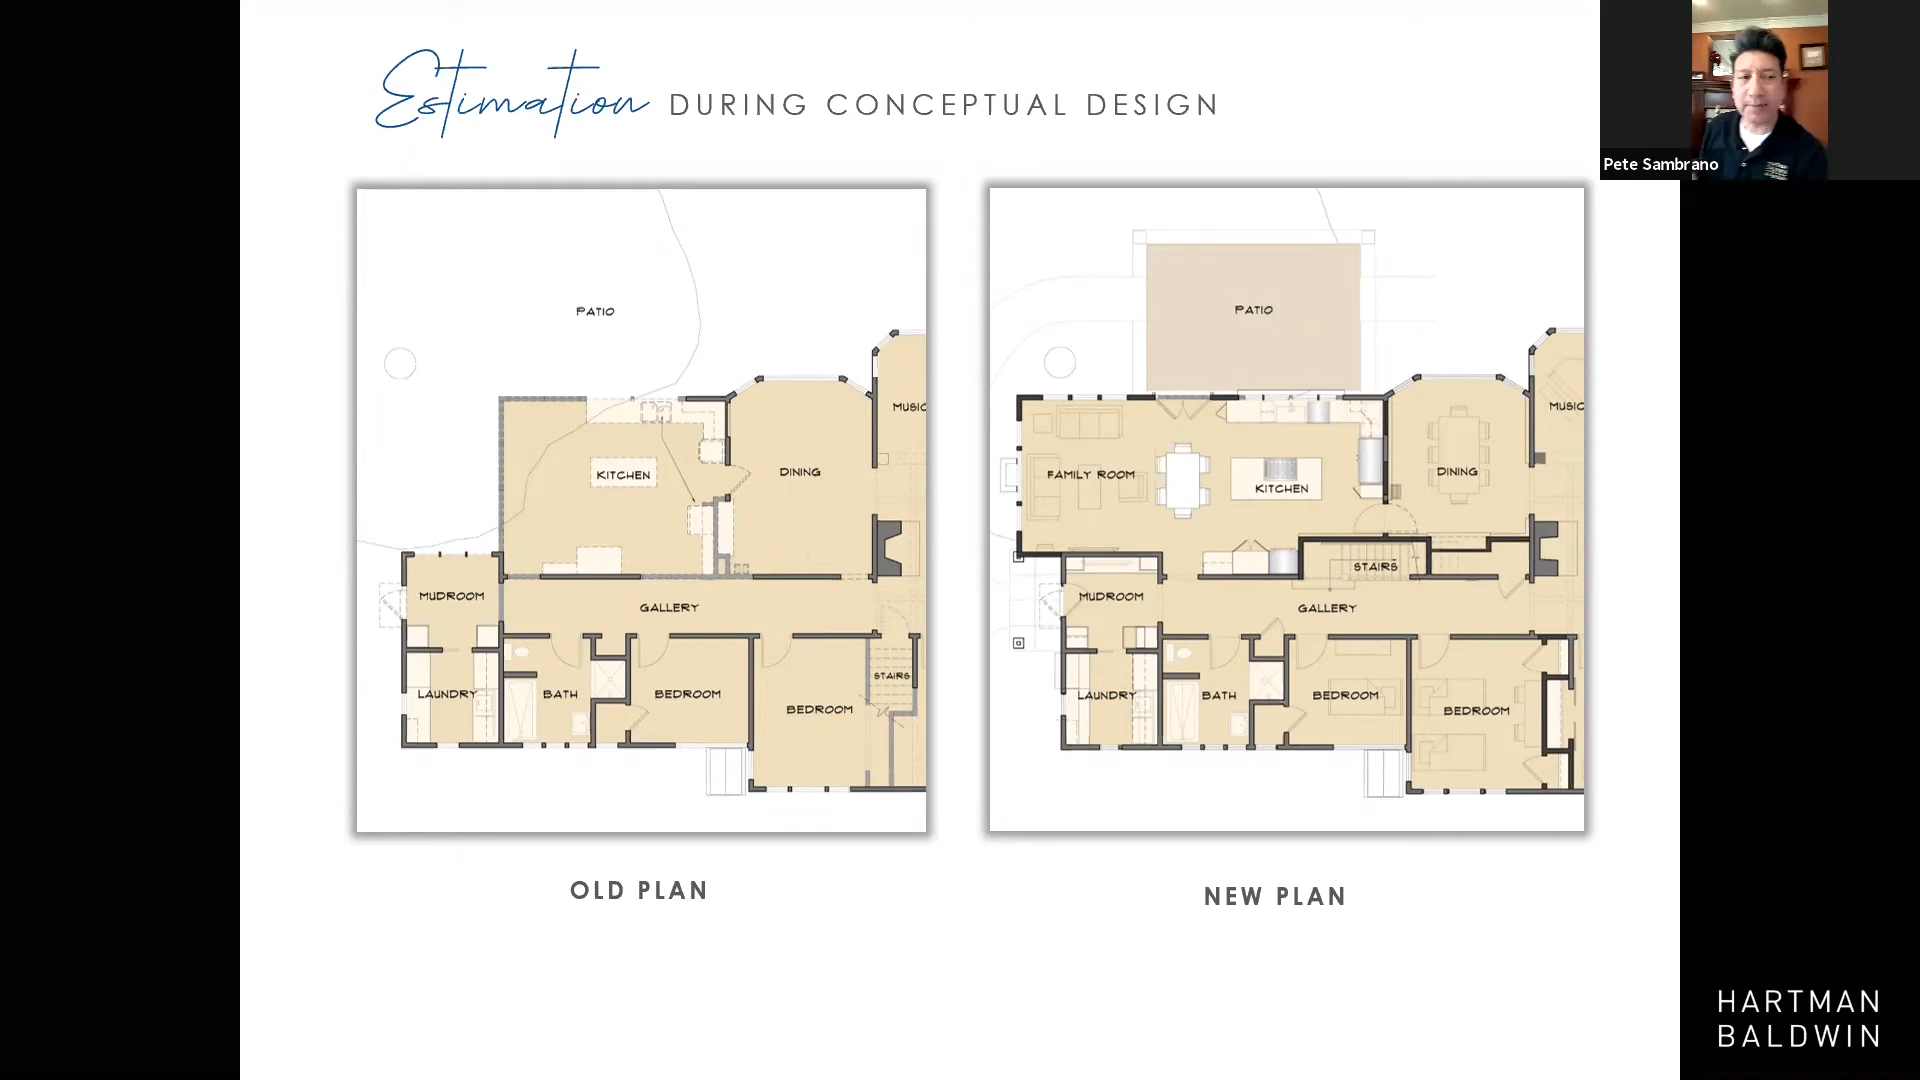 Estimation DURING CONCEPTUAL DESIGN
Pete Sambrano
PATIO
MUSIC
KITCHEN
DINING
MUDROOM
GALLERY
LAUNDRY
BATH
BEDROOM
STAIRS
BEDROOM
OLD PLAN
PATIO
MUSIC
FAMILY ROOM
KITCHEN
DINING
STAIRS
MUDROOM
GALLERY
LAUNDRY
BATH
BEDROOM
BEDROOM
NEW PLAN
HARTMAN
BALDWIN